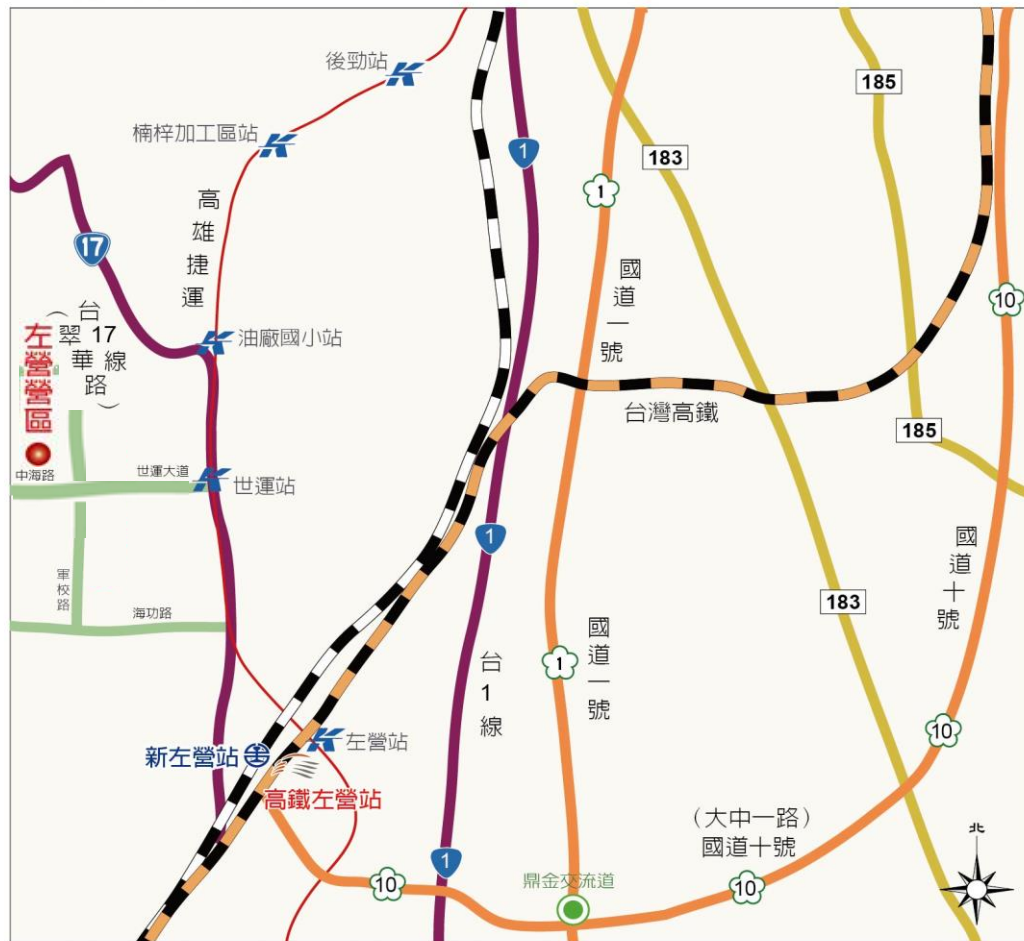 後勁站
楠梓加工區站
高雄捷運
17
油廠國小站
(台17線
翠華路)
左營營區
中海路
世運大道
世運站
軍校路
海功路
新左營站
左營站
高鐵左營站
1
1
台1線
1
1
國道一號
1
國道一號
183
183
185
185
台灣高鐵
10
國道十號
10
(大中一路)
國道十號
10
10
鼎金交流道
北